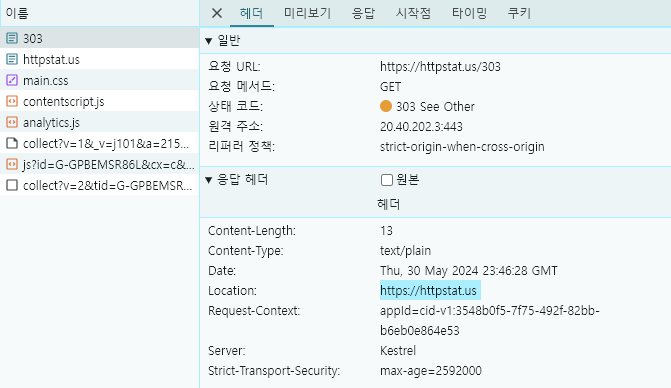 이름
303
httpstat.us
main.css
contentscript.js
analytics.js
collect?v=1&_v=j101&a=215...
js?id=G-GPBEMSR86L&cx=c&...
collect?v=2&tid=G-GPBEMSR...
헤더 미리보기 응답 시작점 타이밍 쿠키
일반
요청 URL: https://httpstat.us/303
요청 메서드: GET
상태 코드: 303 See Other
원격 주소: 20.40.202.3:443
리퍼러 정책: strict-origin-when-cross-origin
응답 헤더 원본
헤더
Content-Length: 13
Content-Type: text/plain
Date: Thu, 30 May 2024 23:46:28 GMT
Location: https://httpstat.us
Request-Context: appId=cid-v1:3548b0f5-7f75-492f-82bb-
b6eb0e864e53
Server: Kestrel
Strict-Transport-Security: max-age=2592000